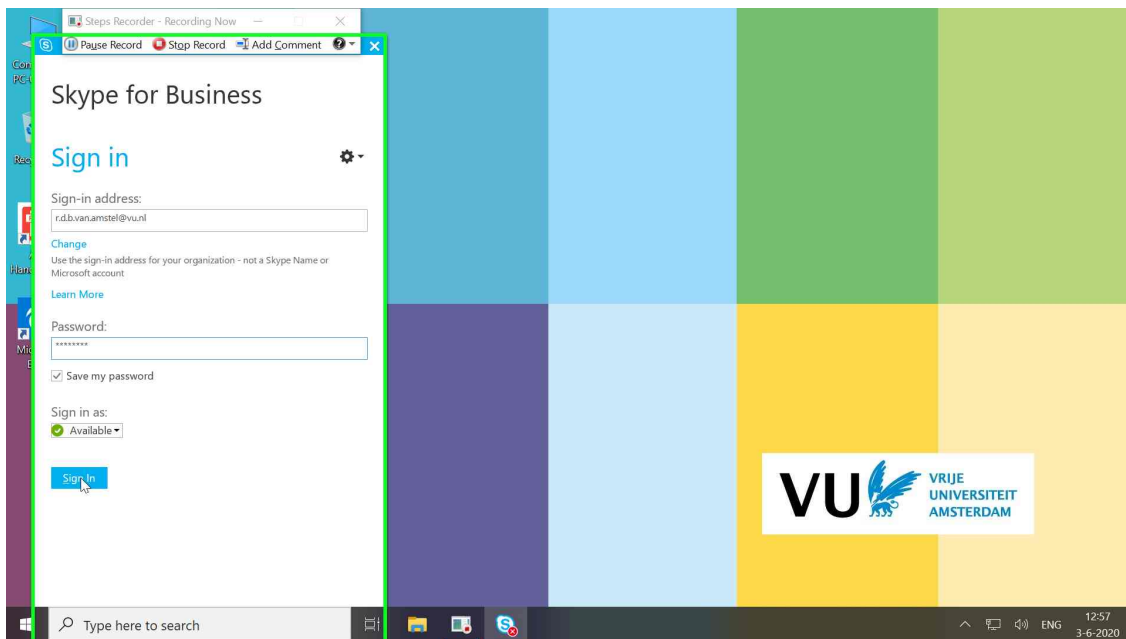 Steps Recorder - Recording Now
Pause Record Stop Record Add Comment
Skype for Business
Sign in
Sign-in address:
r.d.b.van.amstel@vu.nl
Change
Use the sign-in address for your organization - not a Skype Name or
Microsoft account
Learn More
Password:
********
Save my password
Sign in as:
Available
Sign In
VU VRIJE
UNIVERSITEIT
AMSTERDAM
Type here to search
ENG
12:57
3-6-2020